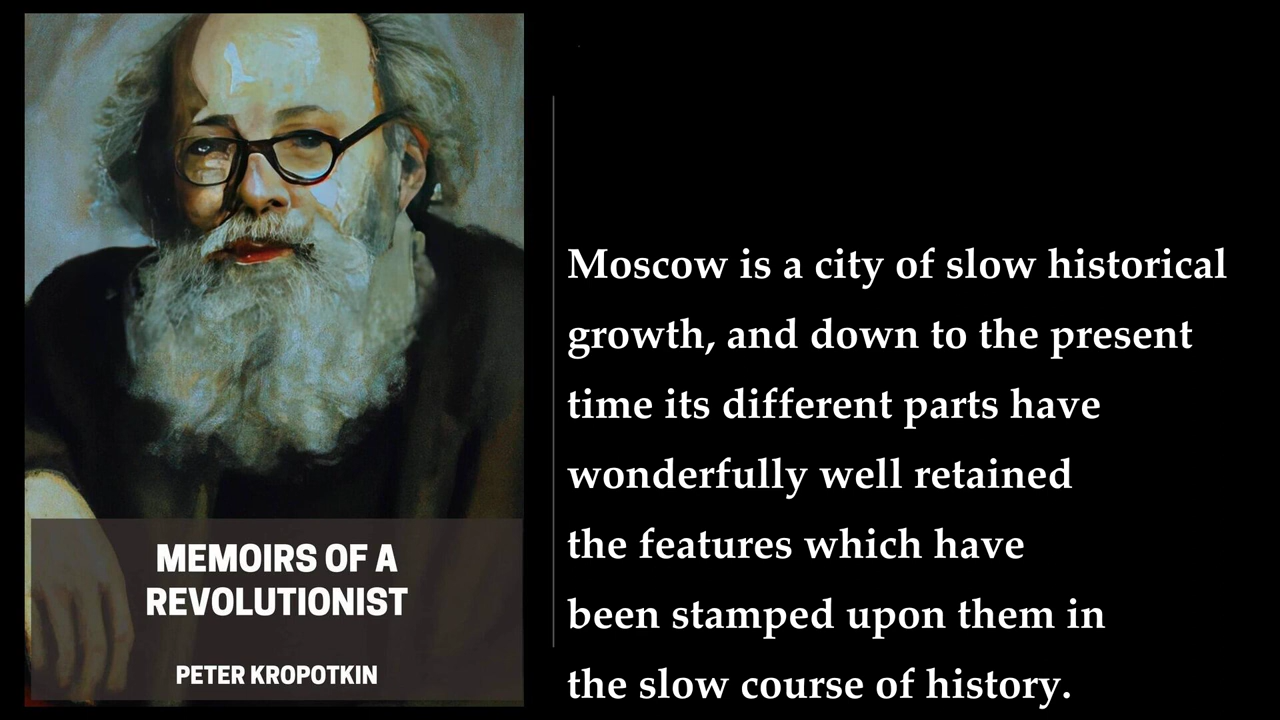 MEMOIRS OF A
REVOLUTIONIST
PETER KROPOTKIN
Moscow is a city of slow historical
growth, and down to the present
time its different parts have
wonderfully well retained
the features which have
been stamped upon them in
the slow course of history.